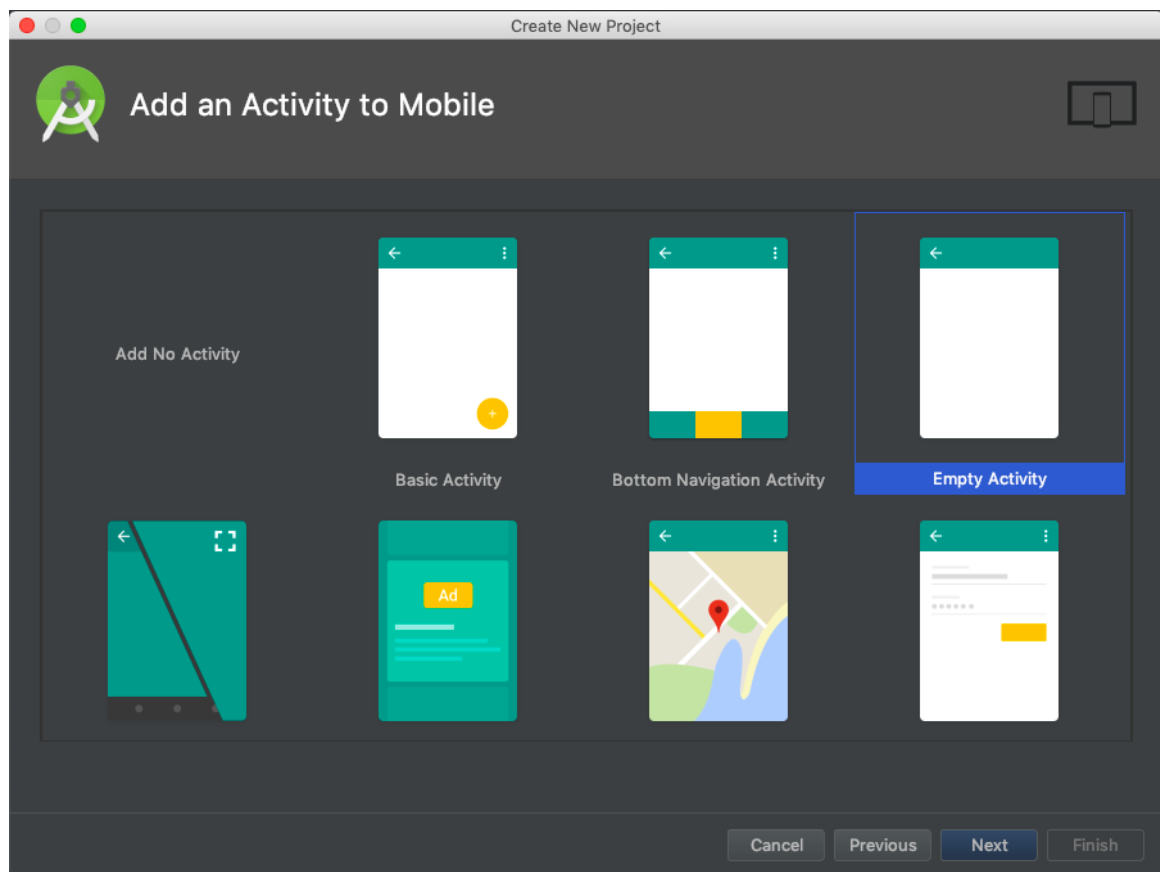 Create New Project
Add an Activity to Mobile
Add No Activity
Basic Activity
Bottom Navigation Activity
Empty Activity
Ad
Cancel
Previous
Next
Finish